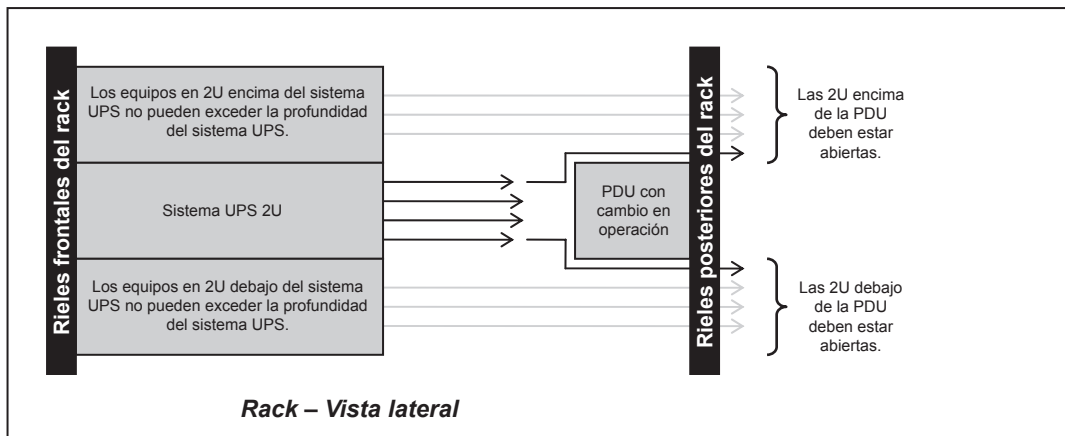 Rieles frontales del rack
Los equipos en 2U encima del sistema
UPS no pueden exceder la profundidad
del sistema UPS.
Sistema UPS 2U
Los equipos en 2U debajo del sistema
UPS no pueden exceder la profundidad
del sistema UPS.
PDU con
cambio en
operación
Rieles posteriores del rack
Las 2U encima
de la PDU
deben estar
abiertas.
Las 2U debajo
de la PDU
deben estar
abiertas.
Rack – Vista lateral